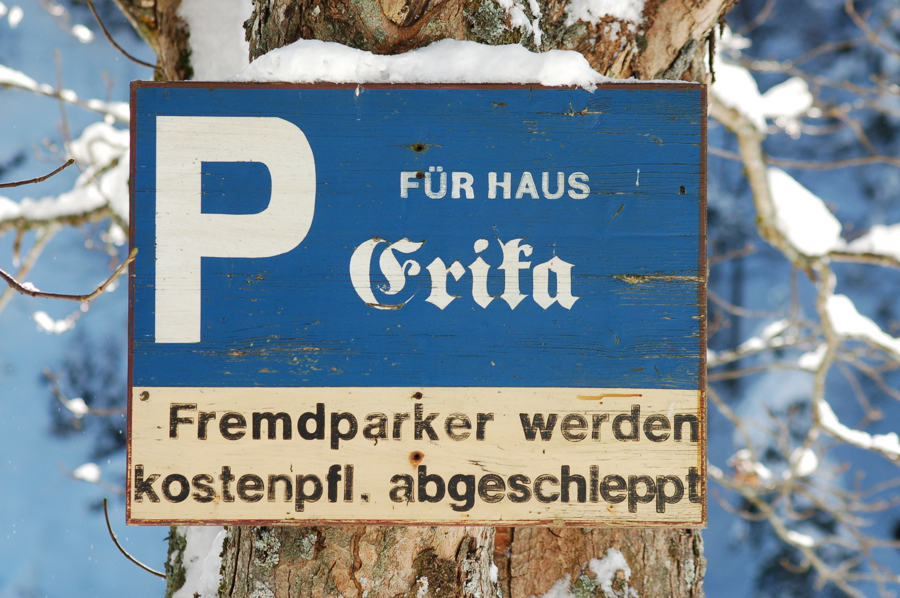 P
FÜR HAUS
Erika
Fremdparker werden
kostenpfl. abgeschleppt